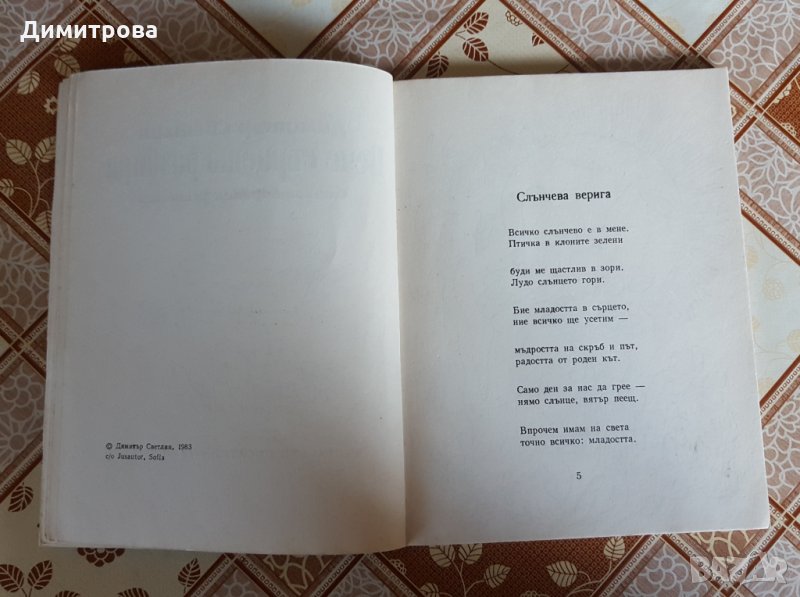 Димитрова
© Димитър Светлин, 1983
c/o Jusautor, Sofia
Слънчева верига
Всичко слънчево е в мене.
Птичка в клоните зелени
буди ме щастлив в зори.
Лудо слънцето гори.
Бие младостта в сърцето,
ние всичко ще усетим —
мъдростта на скръб и път,
радостта от роден кът.
Само ден за нас да грее —
нямо слънце, вятър пеещ.
Впрочем имам на света
точно всичко: младостта.
5
BAZAR